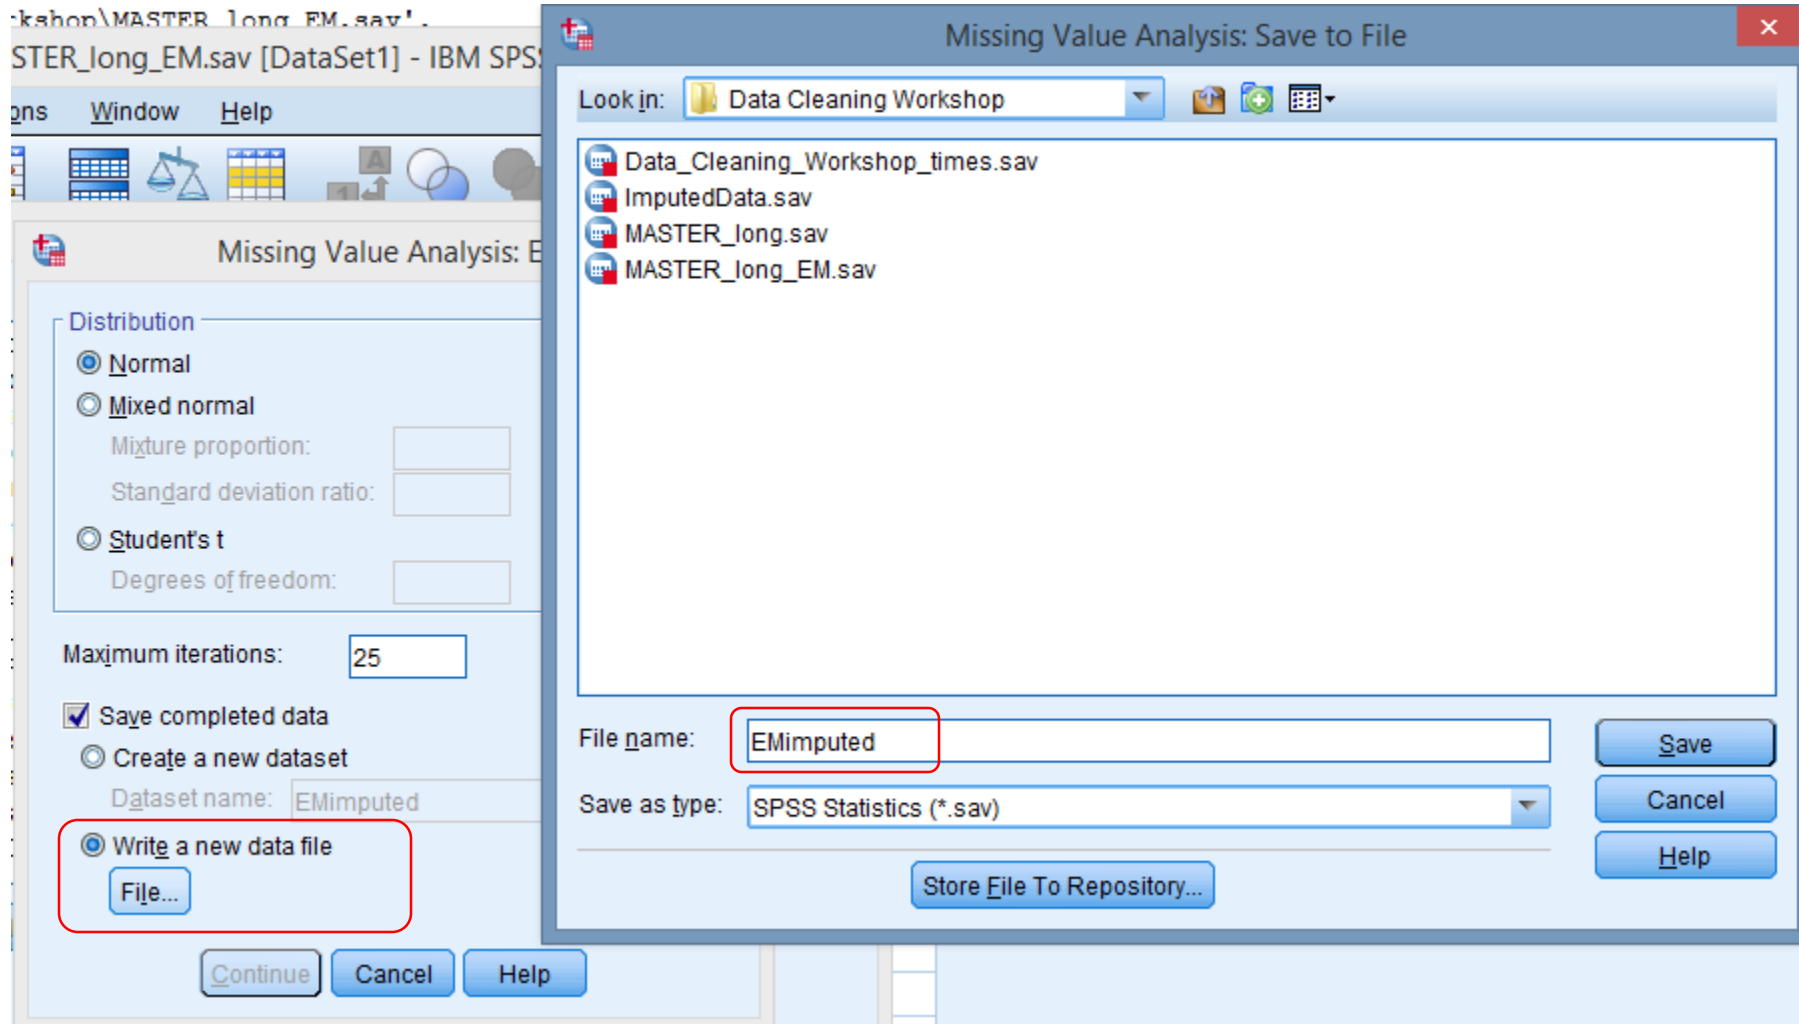 kshop\MASTER_long_EM.sav'.
STER_long_EM.sav [DataSet1] - IBM SPS
ons Window Help
A
1
Missing Value Analysis: E
Distribution
Normal
Mixed normal
Mixture proportion:
Standard deviation ratio:
Student's t
Degrees of freedom:
Maximum iterations: 25
Save completed data
Create a new dataset
Dataset name: EMimputed
Write a new data file
File...
Continue Cancel Help
Missing Value Analysis: Save to File
Look in: Data Cleaning Workshop
Data_Cleaning_Workshop_times.sav
ImputedData.sav
MASTER_long.sav
MASTER_long_EM.sav
File name: EMimputed
Save
Save as type: SPSS Statistics (*.sav)
Cancel
Help
Store File To Repository...